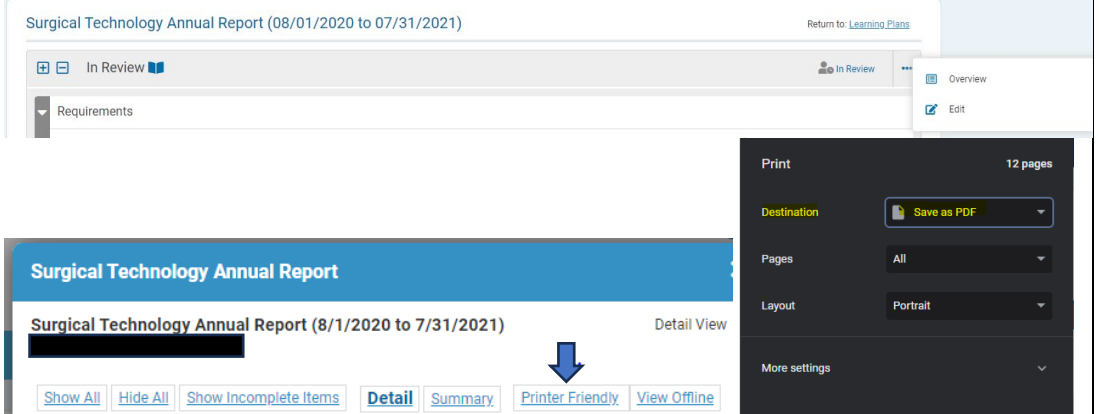 Surgical Technology Annual Report (08/01/2020 to 07/31/2021)
Return to: Learning Plans
In Review
In Review
Overview
Edit
Requirements
Print
12 pages
Destination
Save as PDF
Pages
All
Layout
Portrait
More settings
Surgical Technology Annual Report
Surgical Technology Annual Report (8/1/2020 to 7/31/2021)
Detail View
Show All Hide All Show Incomplete Items Detail Summary Printer Friendly View Offline